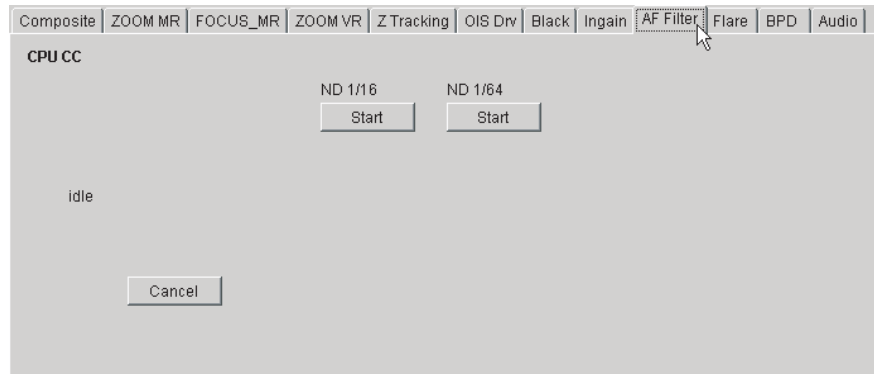 Composite ZOOM MR FOCUS_MR ZOOM VR Z Tracking OIS Drv Black Ingain AF Filter Flare BPD Audio
CPU CC
ND 1/16 ND 1/64
Start Start
idle
Cancel